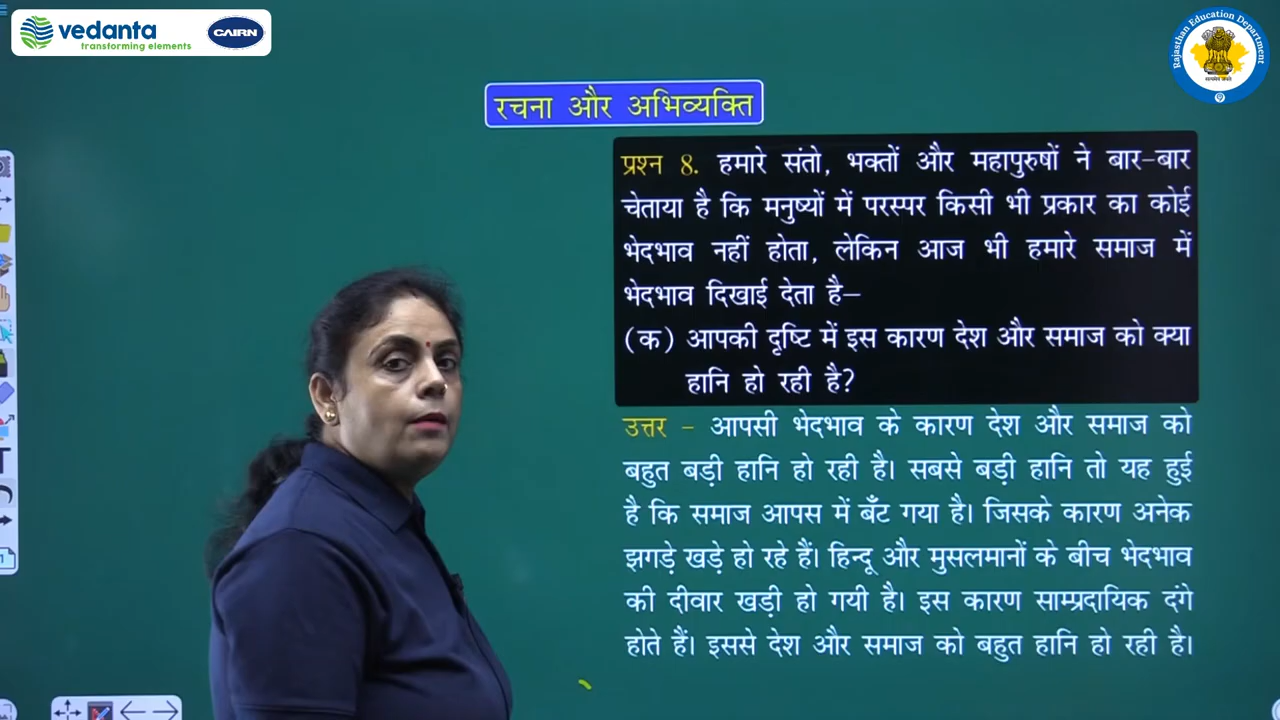 vedanta
transforming elements
CAIRN
Rajasthan Education Department
रचना और अभिव्यक्ति
प्रश्न 8. हमारे संतो, भक्तों और महापुरुषों ने बार-बार
चेताया है कि मनुष्यों में परस्पर किसी भी प्रकार का कोई
भेदभाव नहीं होता, लेकिन आज भी हमारे समाज में
भेदभाव दिखाई देता है–
(क) आपकी दृष्टि में इस कारण देश और समाज को क्या
हानि हो रही है?
उत्तर - आपसी भेदभाव के कारण देश और समाज को
बहुत बड़ी हानि हो रही है। सबसे बड़ी हानि तो यह हुई
है कि समाज आपस में बँट गया है। जिसके कारण अनेक
झगड़े खड़े हो रहे हैं। हिन्दू और मुसलमानों के बीच भेदभाव
की दीवार खड़ी हो गयी है। इस कारण साम्प्रदायिक दंगे
होते हैं। इससे देश और समाज को बहुत हानि हो रही है।